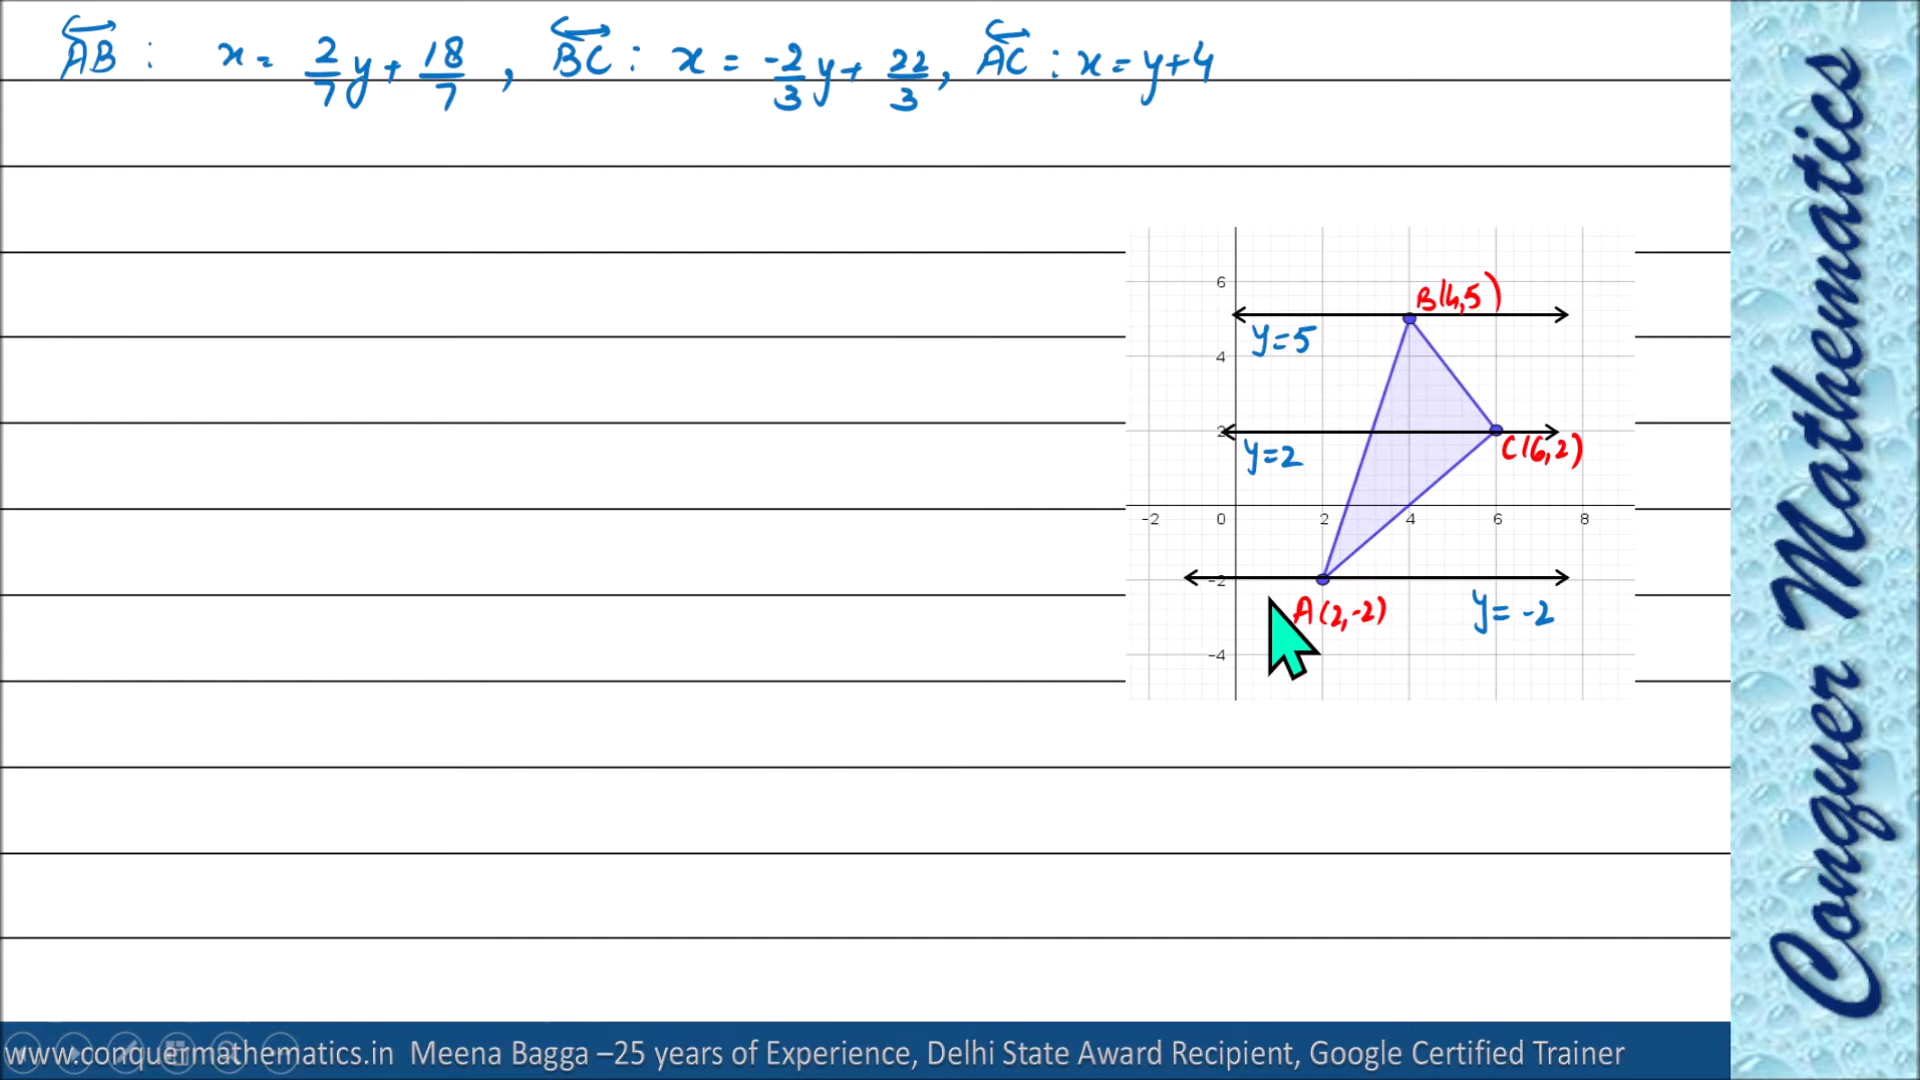 AB : x = 2/7 y + 18/7 , BC : x = -2/3 y + 22/3 , AC : x = y + 4
6
B(4,5)
y=5
4
2
y=2
C(6,2)
-2 0 2 4 6 8
-2
A(2,-2)
y= -2
-4
Conquer Mathematics
www.conquermathematics.in Meena Bagga –25 years of Experience, Delhi State Award Recipient, Google Certified Trainer